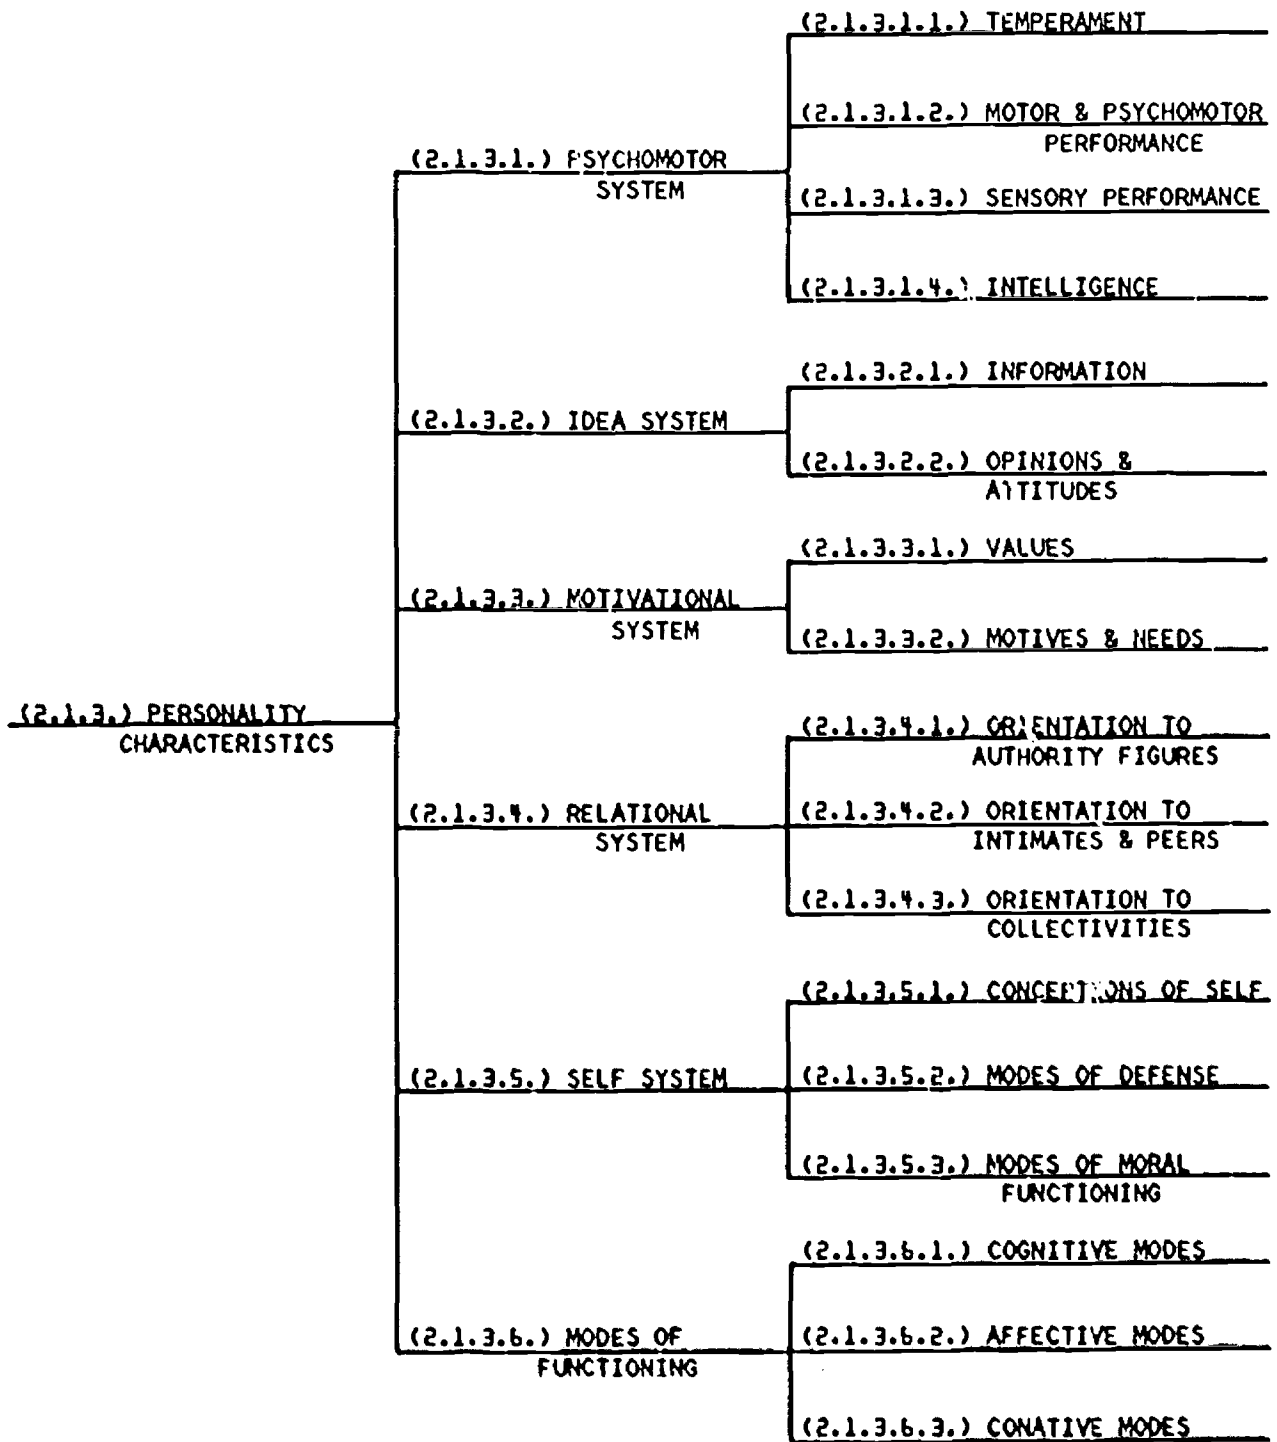 (2.1.3.1.1.) TEMPERAMENT
(2.1.3.1.2.) MOTOR & PSYCHOMOTOR
PERFORMANCE
(2.1.3.1.) PSYCHOMOTOR
SYSTEM
(2.1.3.1.3.) SENSORY PERFORMANCE
(2.1.3.1.4.) INTELLIGENCE
(2.1.3.2.1.) INFORMATION
(2.1.3.2.) IDEA SYSTEM
(2.1.3.2.2.) OPINIONS &
ATTITUDES
(2.1.3.3.1.) VALUES
(2.1.3.3.) MOTIVATIONAL
SYSTEM
(2.1.3.3.2.) MOTIVES & NEEDS
(2.1.3.) PERSONALITY
CHARACTERISTICS
(2.1.3.4.1.) ORIENTATION TO
AUTHORITY FIGURES
(2.1.3.4.) RELATIONAL
SYSTEM
(2.1.3.4.2.) ORIENTATION TO
INTIMATES & PEERS
(2.1.3.4.3.) ORIENTATION TO
COLLECTIVITIES
(2.1.3.5.1.) CONCEPTIONS OF SELF
(2.1.3.5.) SELF SYSTEM
(2.1.3.5.2.) MODES OF DEFENSE
(2.1.3.5.3.) MODES OF MORAL
FUNCTIONING
(2.1.3.6.1.) COGNITIVE MODES
(2.1.3.6.) MODES OF
FUNCTIONING
(2.1.3.6.2.) AFFECTIVE MODES
(2.1.3.6.3.) CONATIVE MODES